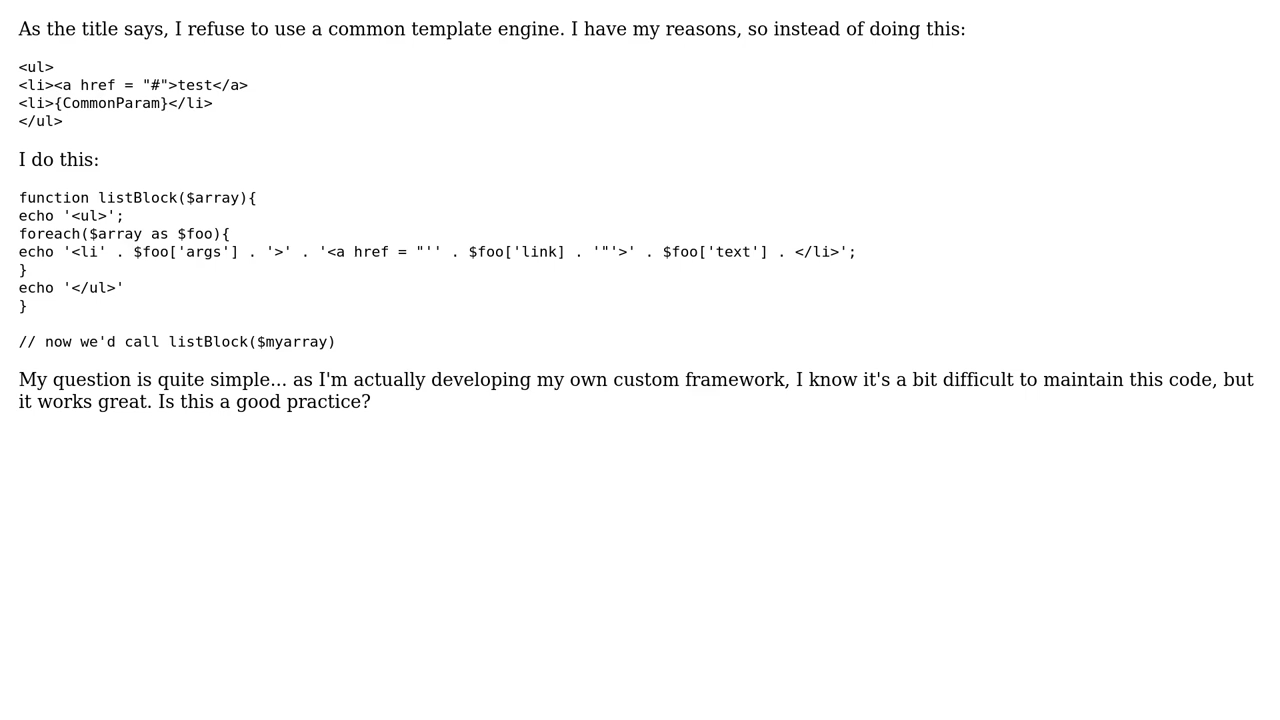 As the title says, I refuse to use a common template engine. I have my reasons, so instead of doing this:
<ul>
<li><a href = "#">test</a>
<li>{CommonParam}</li>
</ul>
I do this:
function listBlock($array){
echo '<ul>';
foreach($array as $foo){
echo '<li' . $foo['args'] . '>' . '<a href = "'' . $foo['link] . '"'>' . $foo['text'] . </li>';
}
echo '</ul>'
}
// now we'd call listBlock($myarray)
My question is quite simple... as I'm actually developing my own custom framework, I know it's a bit difficult to maintain this code, but
it works great. Is this a good practice?